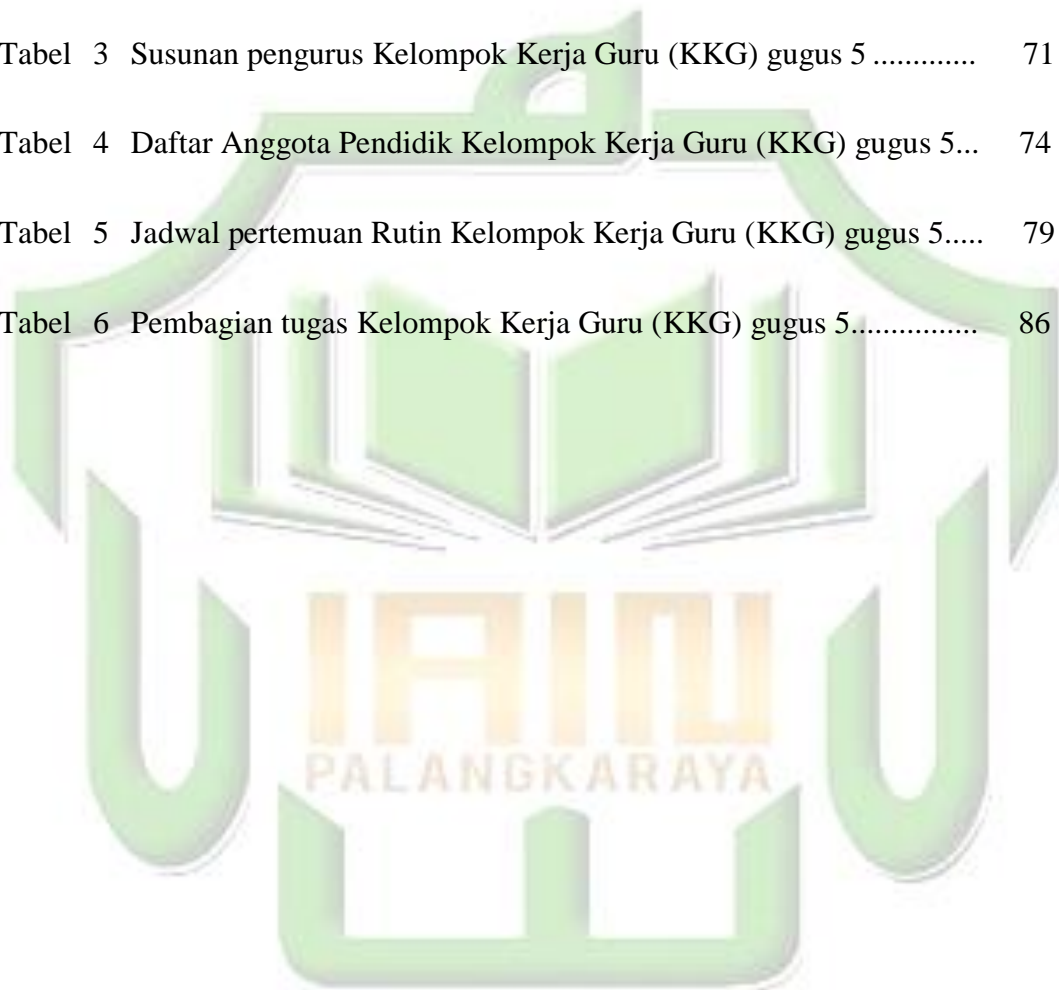 Tabel 3 Susunan pengurus Kelompok Kerja Guru (KKG) gugus 5 ............. 71
Tabel 4 Daftar Anggota Pendidik Kelompok Kerja Guru (KKG) gugus 5... 74
Tabel 5 Jadwal pertemuan Rutin Kelompok Kerja Guru (KKG) gugus 5..... 79
Tabel 6 Pembagian tugas Kelompok Kerja Guru (KKG) gugus 5............... 86
IAIN
PALANGKARAYA